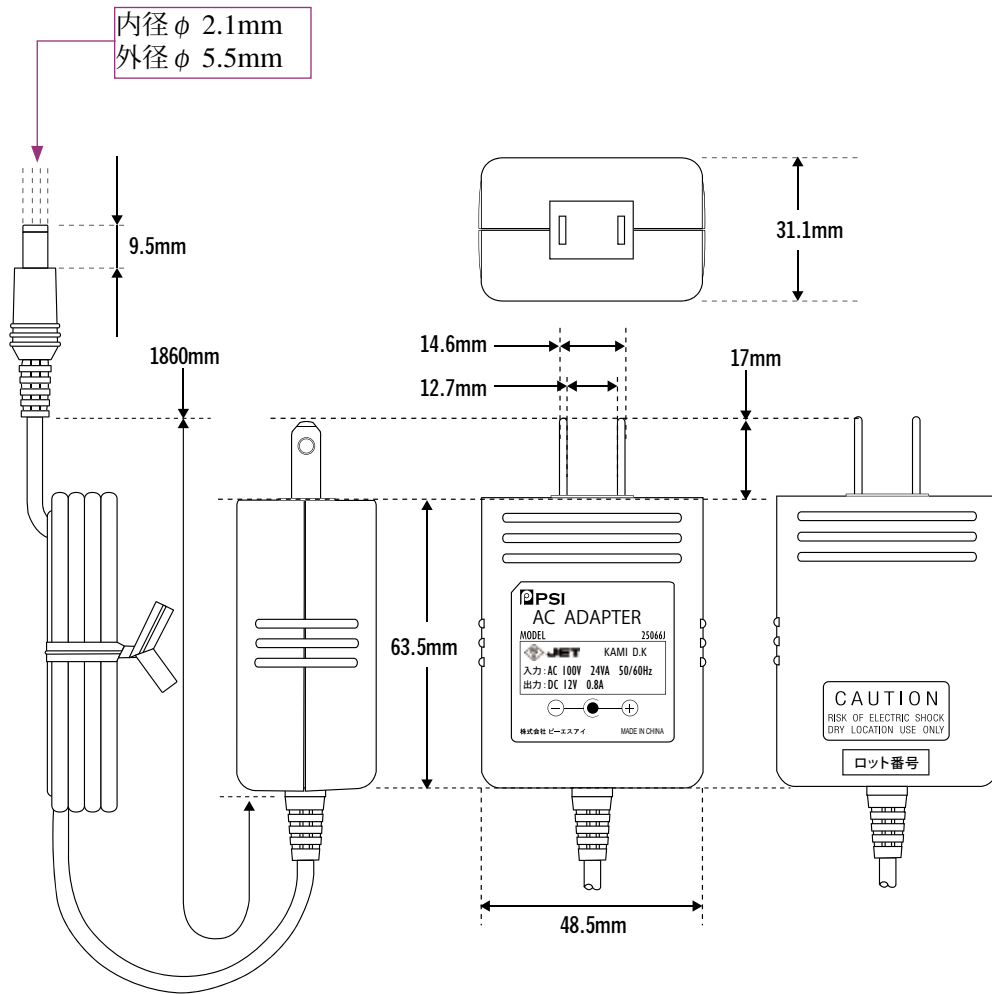 内径φ 2.1mm
外径φ 5.5mm
9.5mm
31.1mm
1860mm
14.6mm
12.7mm
17mm
63.5mm
PSI
AC ADAPTER
MODEL 25066J
JET KAMI D.K
入力:AC 100V 24VA 50/60Hz
出力:DC 12V 0.8A
株式会社 ピーエスアイ MADE IN CHINA
CAUTION
RISK OF ELECTRIC SHOCK
DRY LOCATION USE ONLY
ロット番号
48.5mm